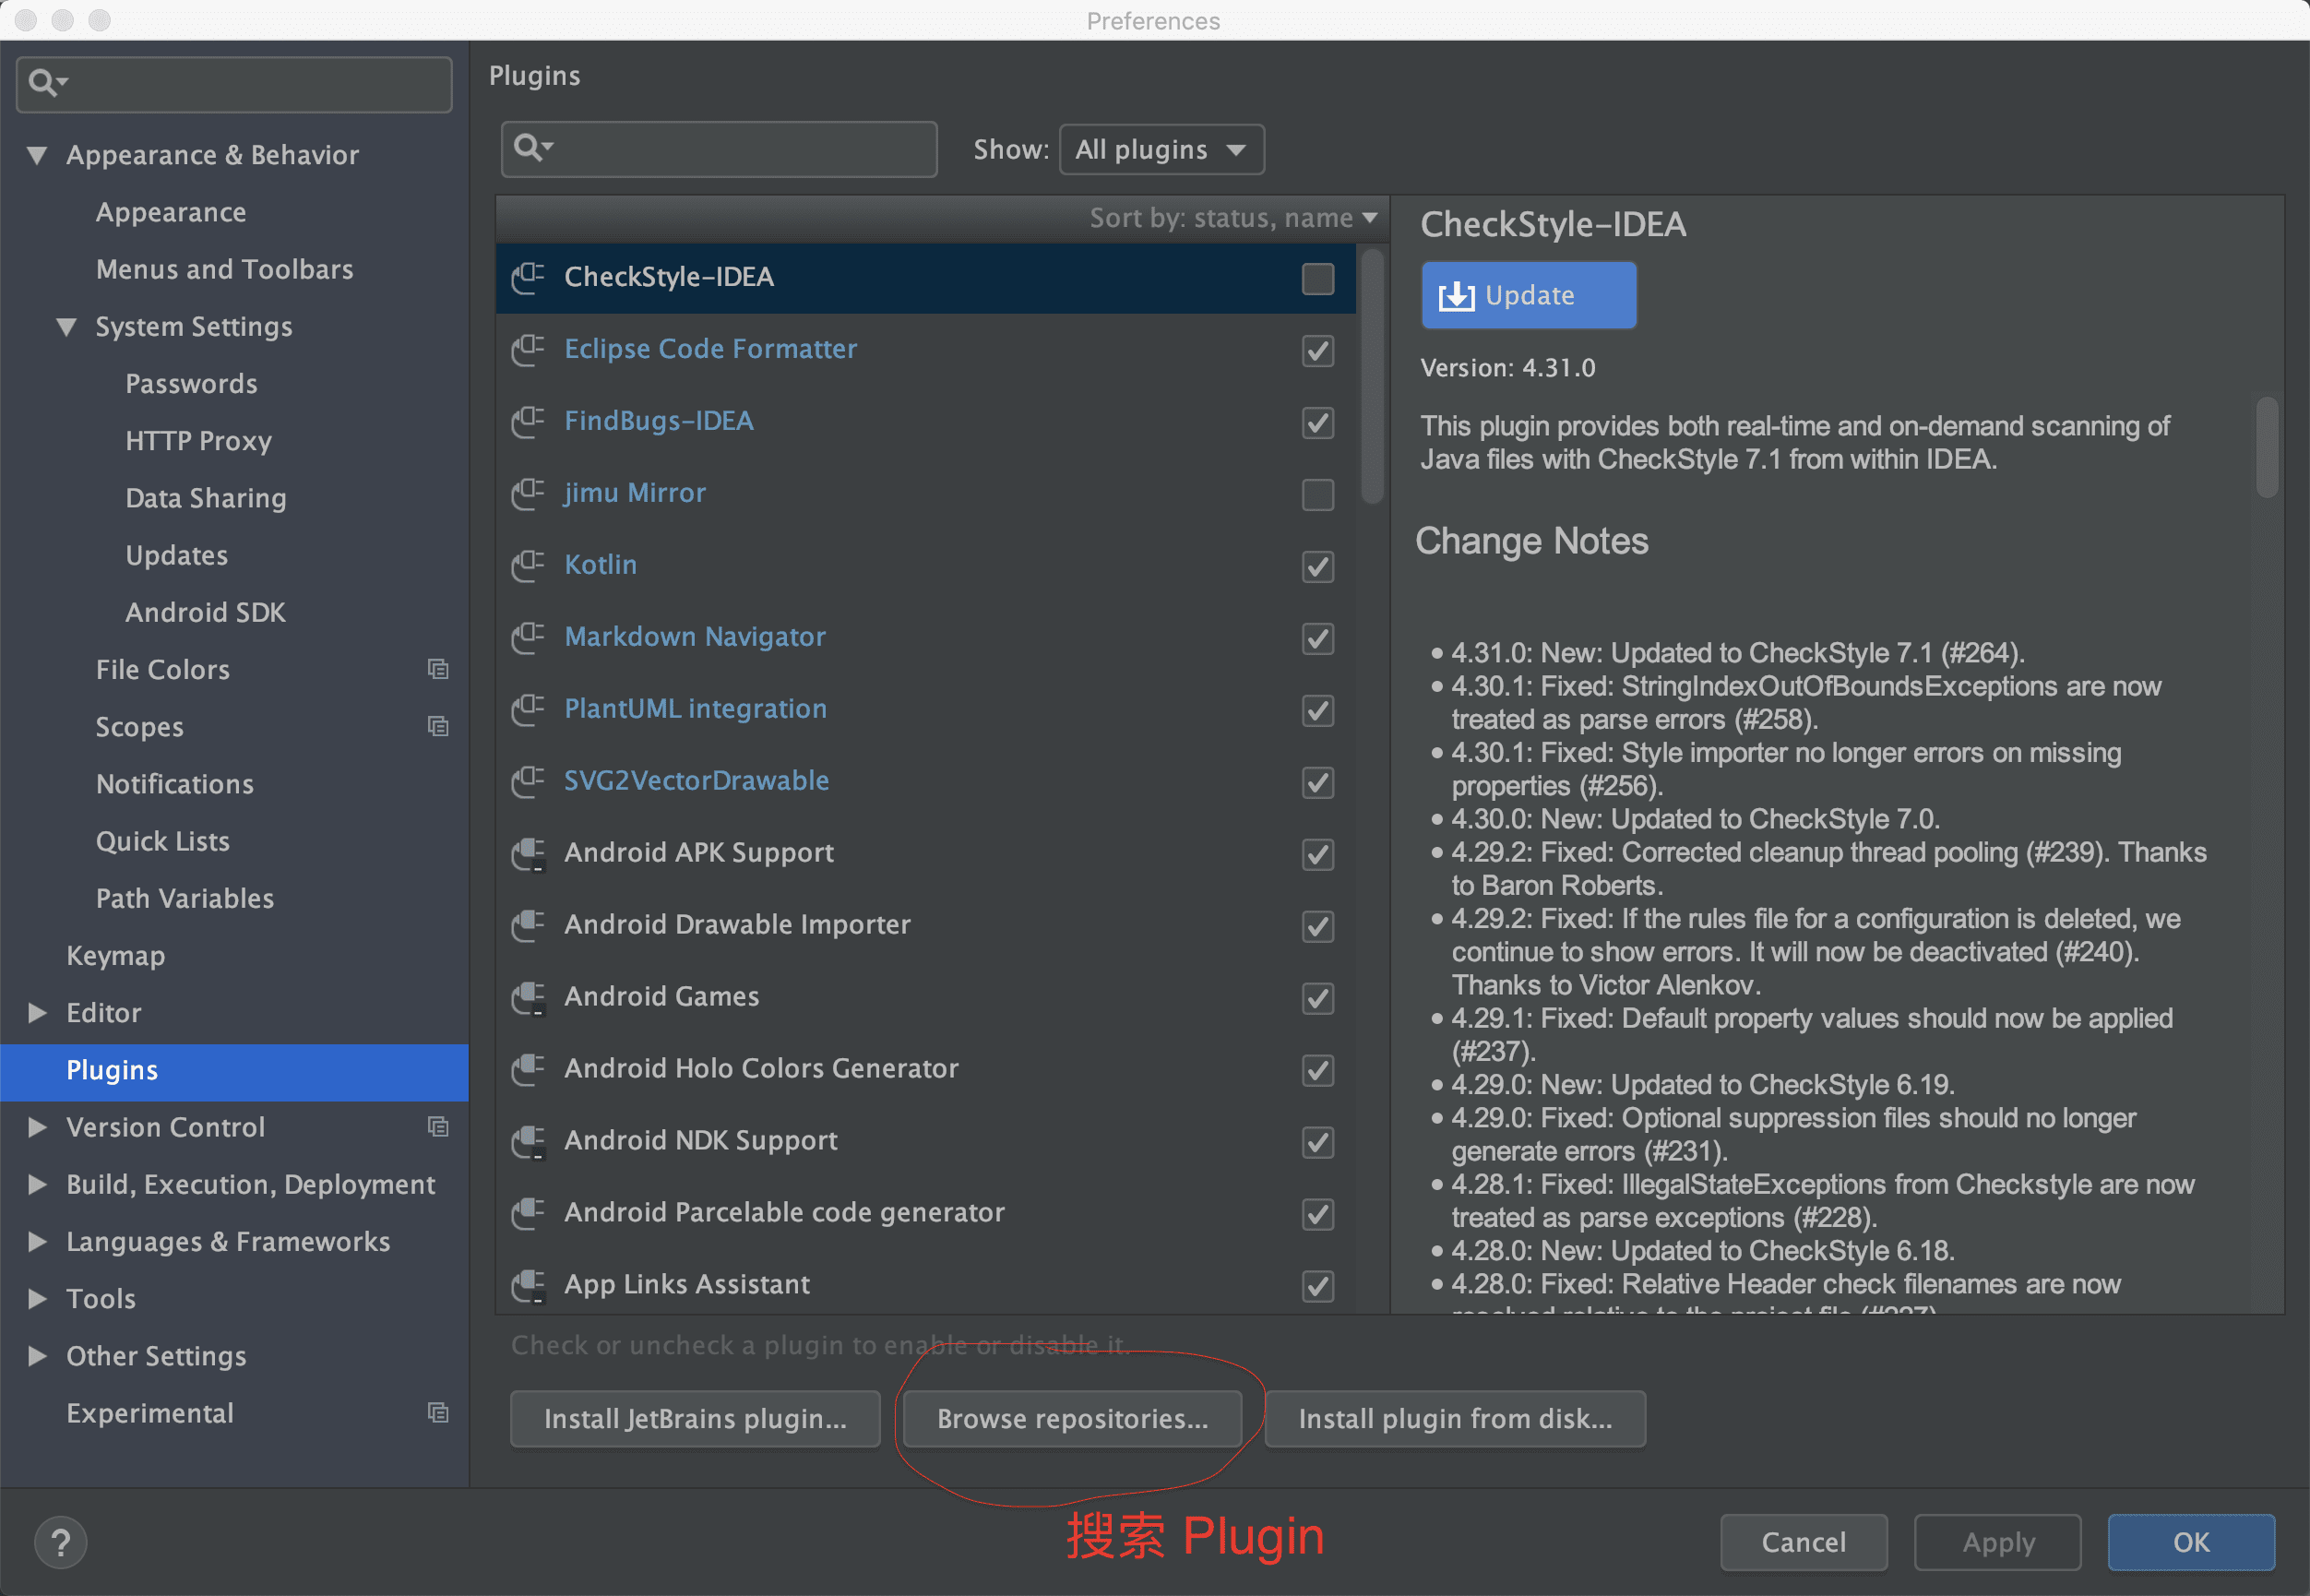 Preferences
Plugins
Show: All plugins
Appearance & Behavior
Appearance
Menus and Toolbars
System Settings
Passwords
HTTP Proxy
Data Sharing
Updates
Android SDK
File Colors
Scopes
Notifications
Quick Lists
Path Variables
Keymap
Editor
Plugins
Version Control
Build, Execution, Deployment
Languages & Frameworks
Tools
Other Settings
Experimental
Sort by: status, name
CheckStyle-IDEA
Eclipse Code Formatter
FindBugs-IDEA
jimu Mirror
Kotlin
Markdown Navigator
PlantUML integration
SVG2VectorDrawable
Android APK Support
Android Drawable Importer
Android Games
Android Holo Colors Generator
Android NDK Support
Android Parcelable code generator
App Links Assistant
CheckStyle-IDEA
Update
Version: 4.31.0
This plugin provides both real-time and on-demand scanning of
Java files with CheckStyle 7.1 from within IDEA.
Change Notes
• 4.31.0: New: Updated to CheckStyle 7.1 (#264).
• 4.30.1: Fixed: StringIndexOutOfBoundsExceptions are now
treated as parse errors (#258).
• 4.30.1: Fixed: Style importer no longer errors on missing
properties (#256).
• 4.30.0: New: Updated to CheckStyle 7.0.
• 4.29.2: Fixed: Corrected cleanup thread pooling (#239). Thanks
to Baron Roberts.
• 4.29.2: Fixed: If the rules file for a configuration is deleted, we
continue to show errors. It will now be deactivated (#240).
Thanks to Victor Alenkov.
• 4.29.1: Fixed: Default property values should now be applied
(#237).
• 4.29.0: New: Updated to CheckStyle 6.19.
• 4.29.0: Fixed: Optional suppression files should no longer
generate errors (#231).
• 4.28.1: Fixed: IllegalStateExceptions from Checkstyle are now
treated as parse exceptions (#228).
• 4.28.0: New: Updated to CheckStyle 6.18.
• 4.28.0: Fixed: Relative Header check filenames are now
resolved relative to the project file (#227)
Check or uncheck a plugin to enable or disable it.
Install JetBrains plugin...
Browse repositories...
Install plugin from disk...
搜索 Plugin
?
Cancel
Apply
OK